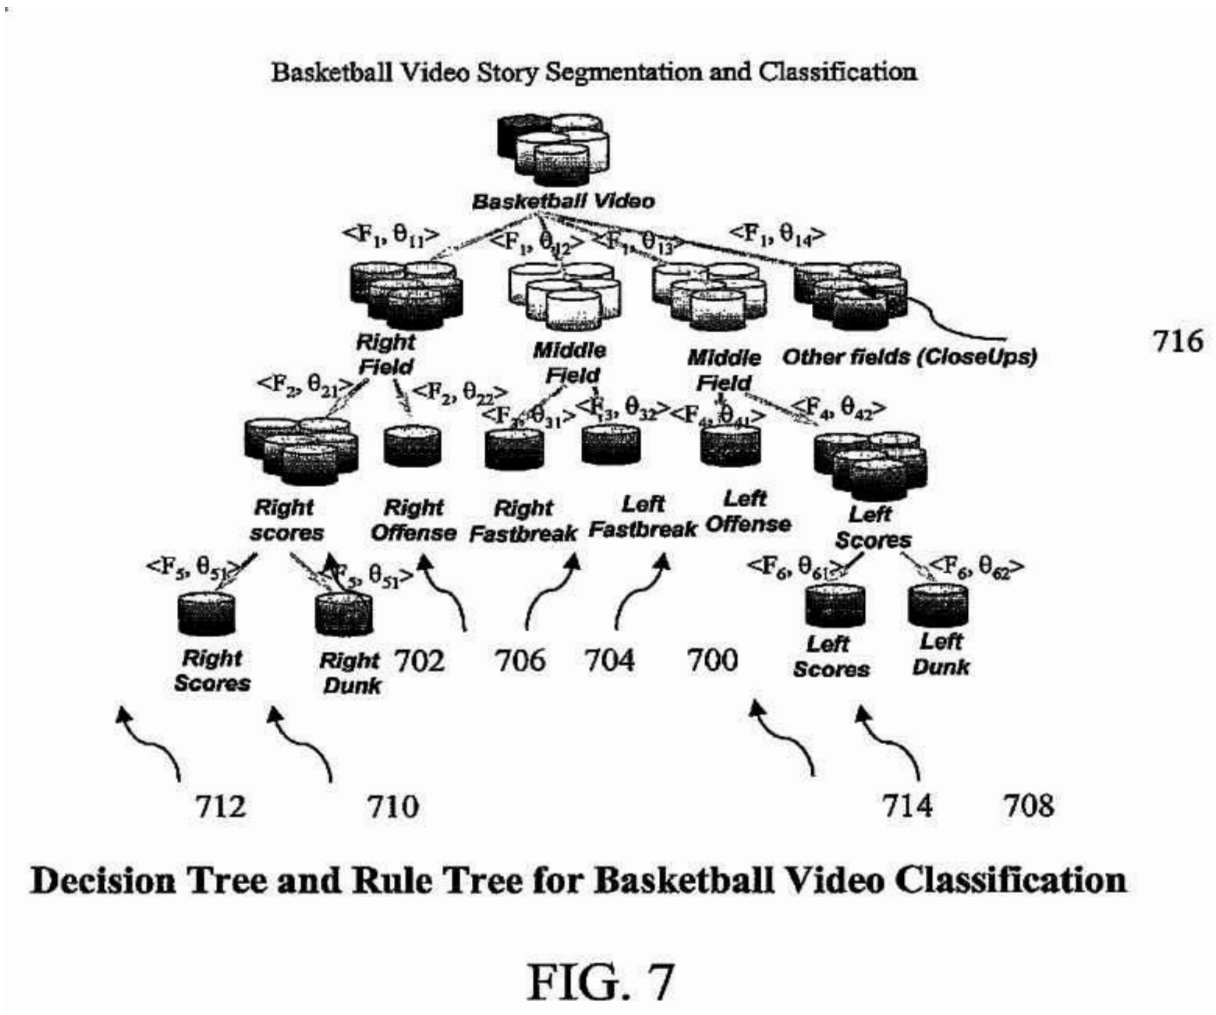 Basketball Video Story Segmentation and Classification
Basketball Video
<F1, θ11> <F1, θ12> <F1, θ13> <F1, θ14>
Right Field
Middle Field
Middle Field
Other fields (CloseUps)
716
<F2, θ21> <F2, θ22> <F3, θ31> <F3, θ32> <F4, θ41> <F4, θ42>
Right scores
Right Offense
Right Fastbreak
Left Fastbreak
Left Offense
Left Scores
<F5, θ51> <F5, θ51> <F6, θ61> <F6, θ62>
Right Scores
Right Dunk
702 706 704 700
Left Scores
Left Dunk
712 710 714 708
Decision Tree and Rule Tree for Basketball Video Classification
FIG. 7